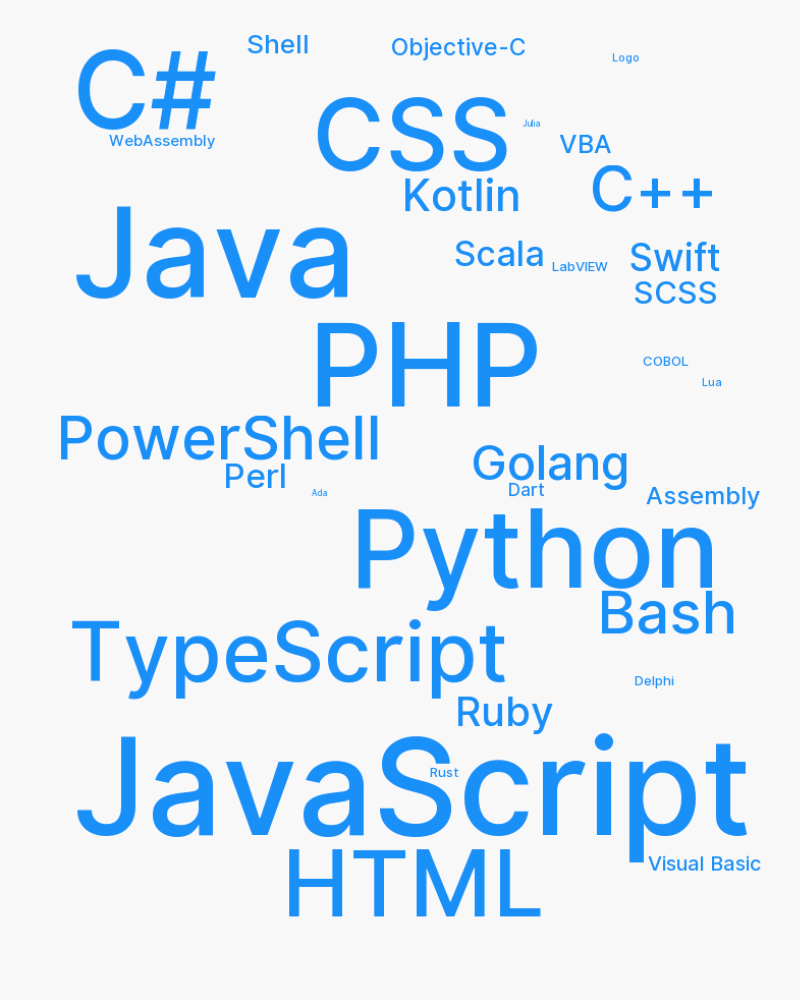 Shell
Objective-C
Logo
C#
CSS
Julia
WebAssembly
VBA
Kotlin
C++
Java
Scala
LabVIEW
Swift
SCSS
PHP
COBOL
Lua
PowerShell
Golang
Perl
Dart
Ada
Assembly
Python
Bash
TypeScript
Delphi
Ruby
JavaScript
Rust
HTML
Visual Basic